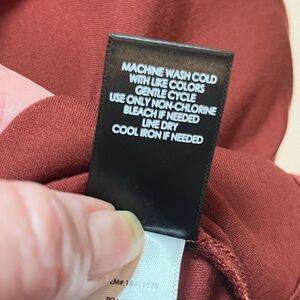 MACHINE WASH COLD
WITH LIKE COLORS
GENTLE CYCLE
USE ONLY NON-CHLORINE
BLEACH IF NEEDED
LINE DRY
COOL IRON IF NEEDED
18411176